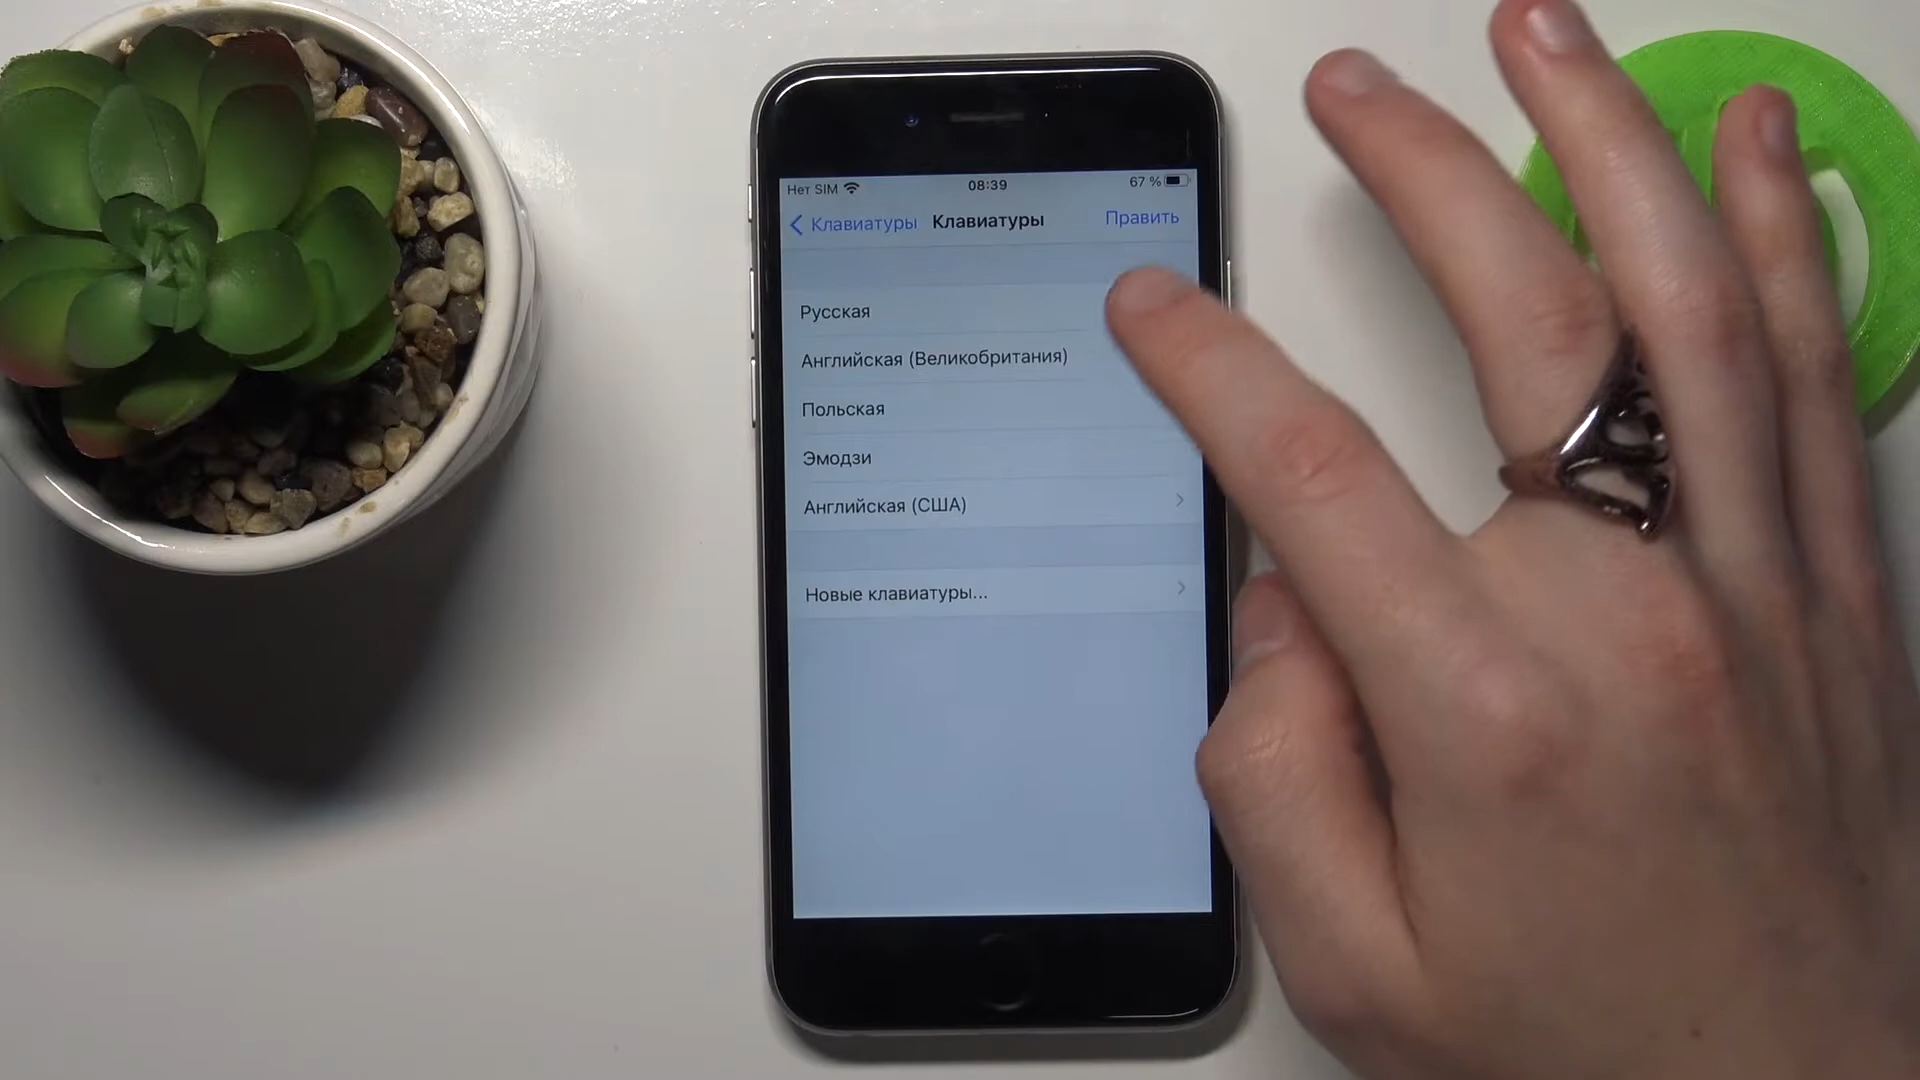 Нет SIM 08:39 67 %
Клавиатуры Клавиатуры Править
Русская
Английская (Великобритания)
Польская
Эмодзи
Английская (США)
Новые клавиатуры...